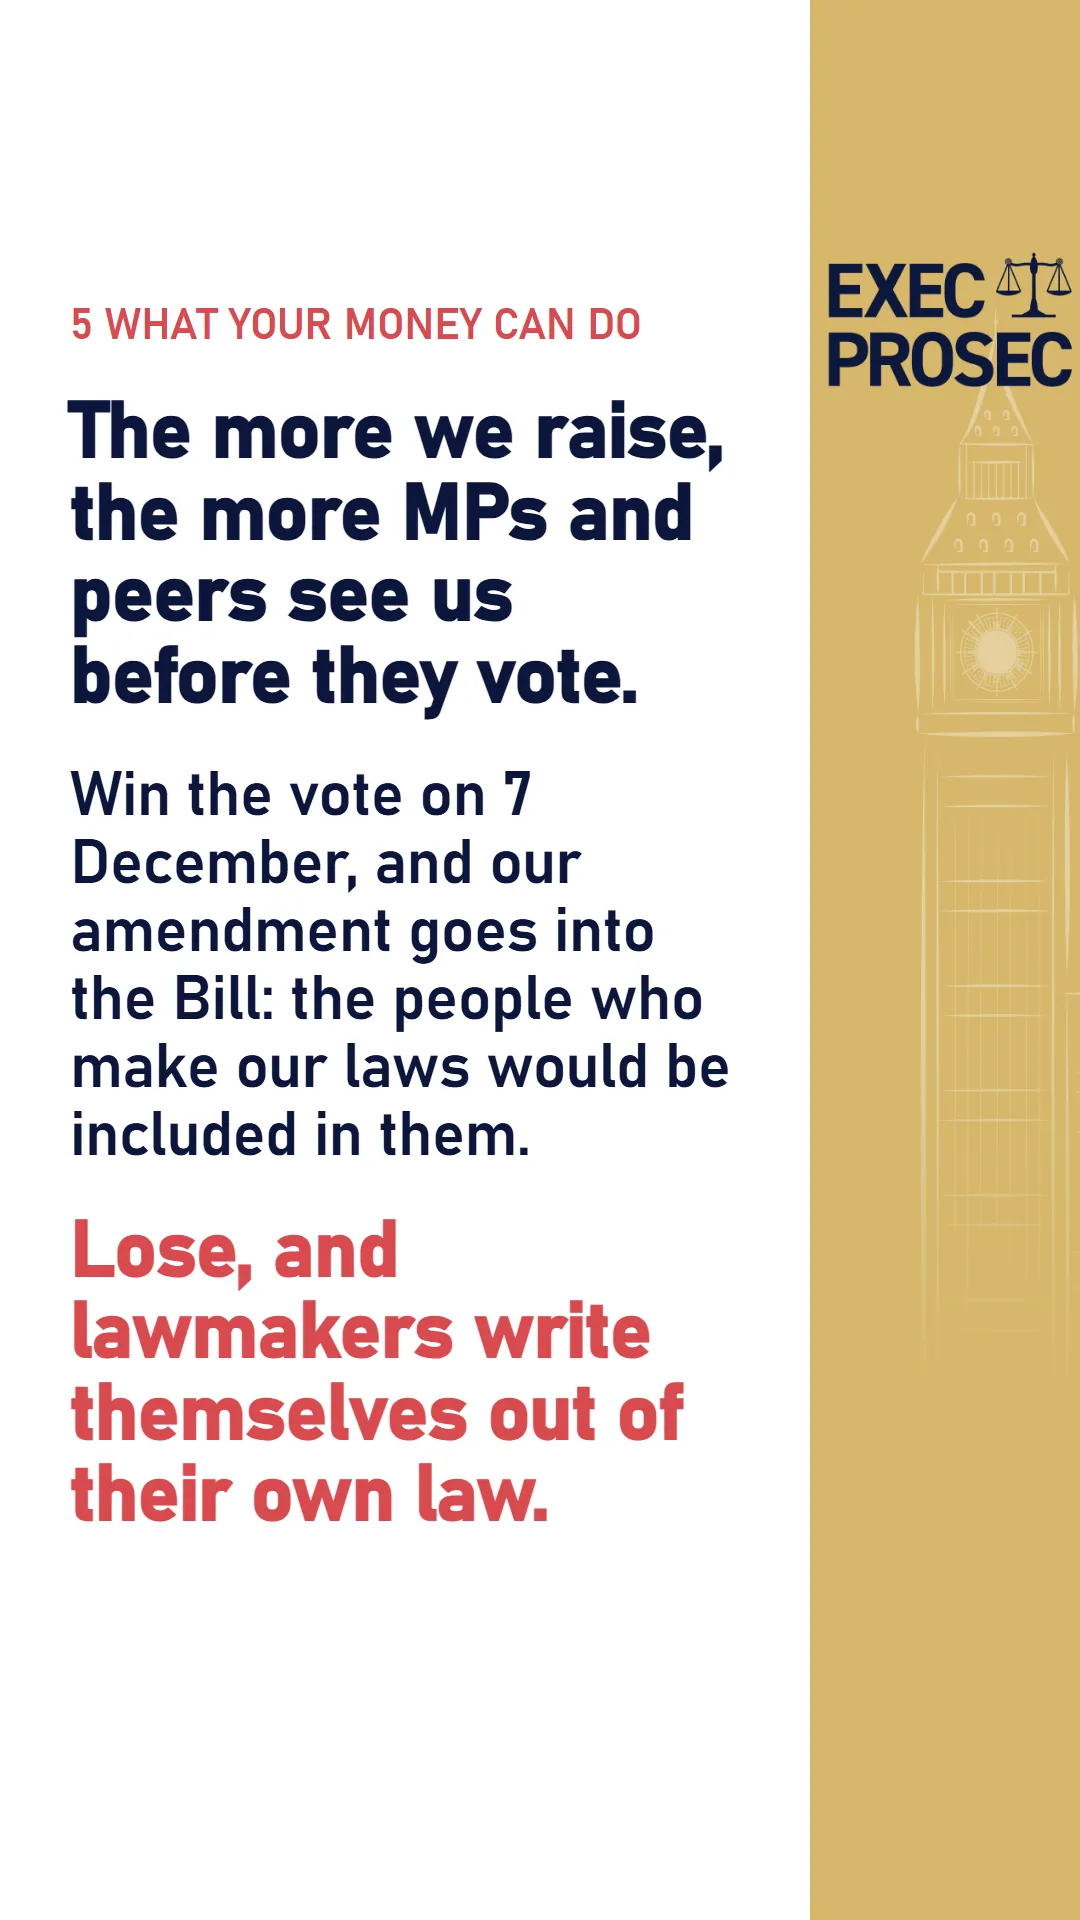 5 WHAT YOUR MONEY CAN DO
The more we raise,
the more MPs and
peers see us
before they vote.
Win the vote on 7
December, and our
amendment goes into
the Bill: the people who
make our laws would be
included in them.
Lose, and
lawmakers write
themselves out of
their own law.
EXEC
PROSEC